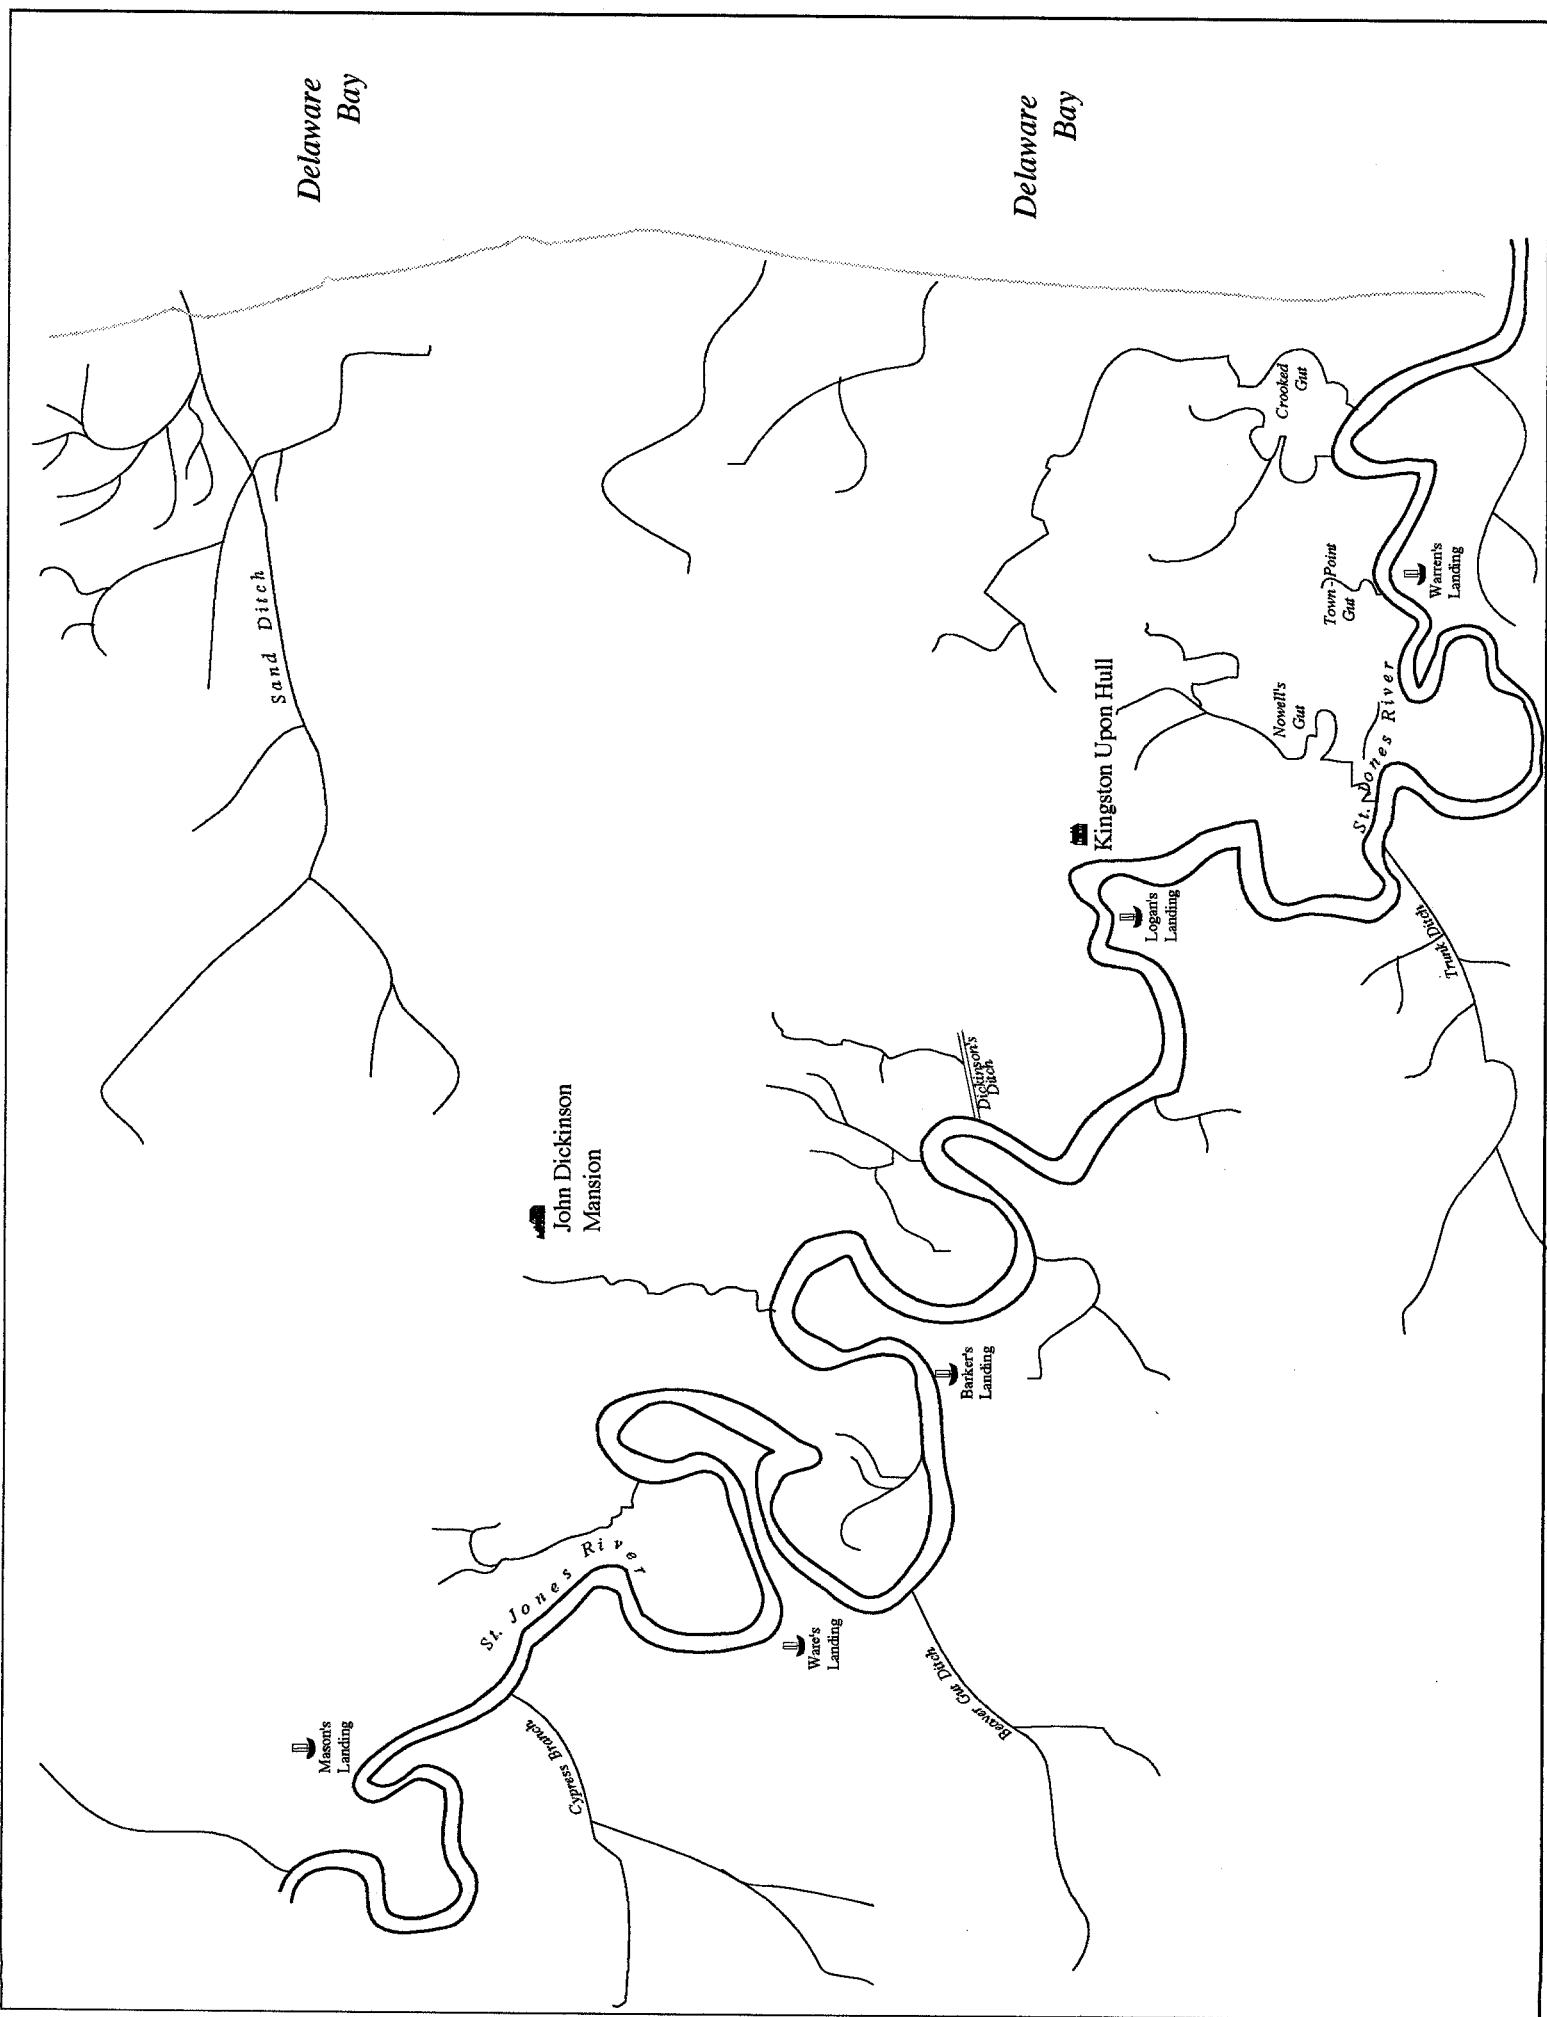 Delaware
Bay
Delaware
Bay
Sand Ditch
Crooked
Gut
Town-Point
Gut
Warren's
Landing
Nowell's
Gut
St. Jones River
Kingston Upon Hull
Logan's
Landing
Trunk Ditch
Dickinson's
Ditch
John Dickinson
Mansion
Barker's
Landing
St. Jones River
Ware's
Landing
Beaver Gut Ditch
Mason's
Landing
Cypress Branch